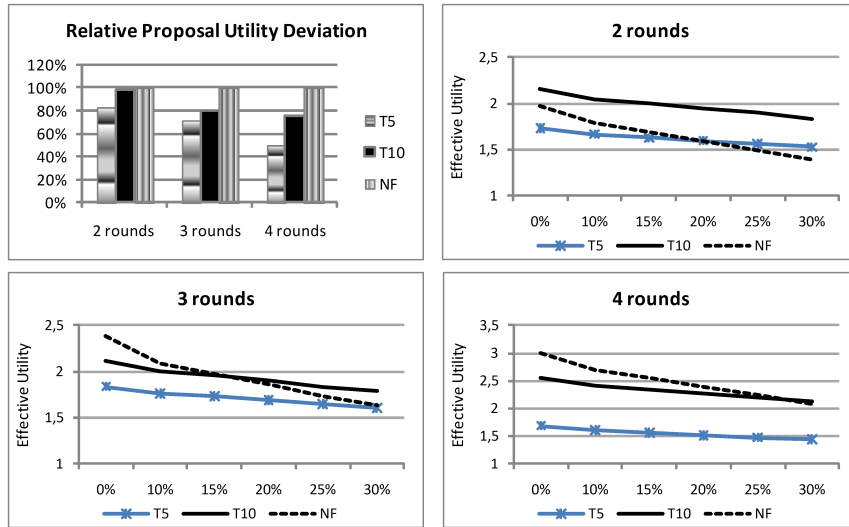 Relative Proposal Utility Deviation
120%
100%
80%
60%
40%
20%
0%
2 rounds 3 rounds 4 rounds
T5
T10
NF
2 rounds
Effective Utility
2,5
2
1,5
1
0% 10% 15% 20% 25% 30%
T5 T10 NF
3 rounds
Effective Utility
2,5
2
1,5
1
0% 10% 15% 20% 25% 30%
T5 T10 NF
4 rounds
Effective Utility
3,5
3
2,5
2
1,5
1
0% 10% 15% 20% 25% 30%
T5 T10 NF